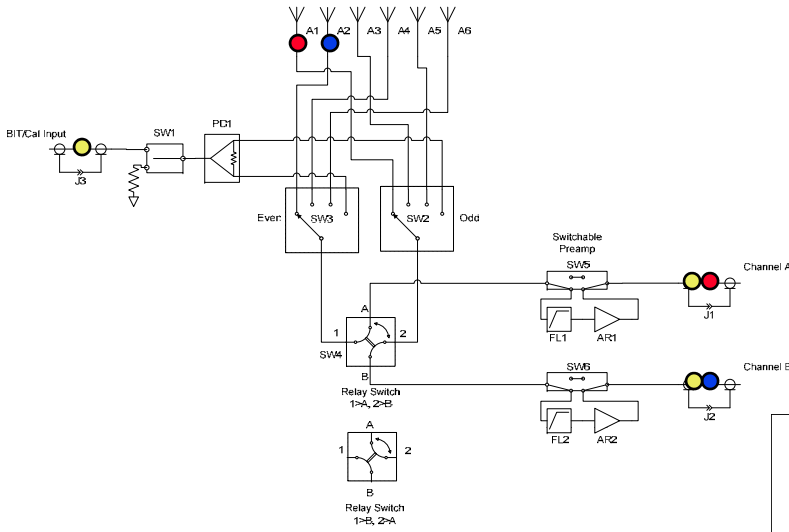 A1 A2 A3 A4 A5 A6
PD1
SW1
BIT/Cal Input
J3
Even
SW3
SW2
Odd
Switchable
Preamp
SW5
Channel A
J1
FL1
AR1
A
1
2
SW4
B
Relay Switch
1>A, 2>B
SW6
Channel B
J2
FL2
AR2
A
1
2
B
Relay Switch
1>B, 2>A